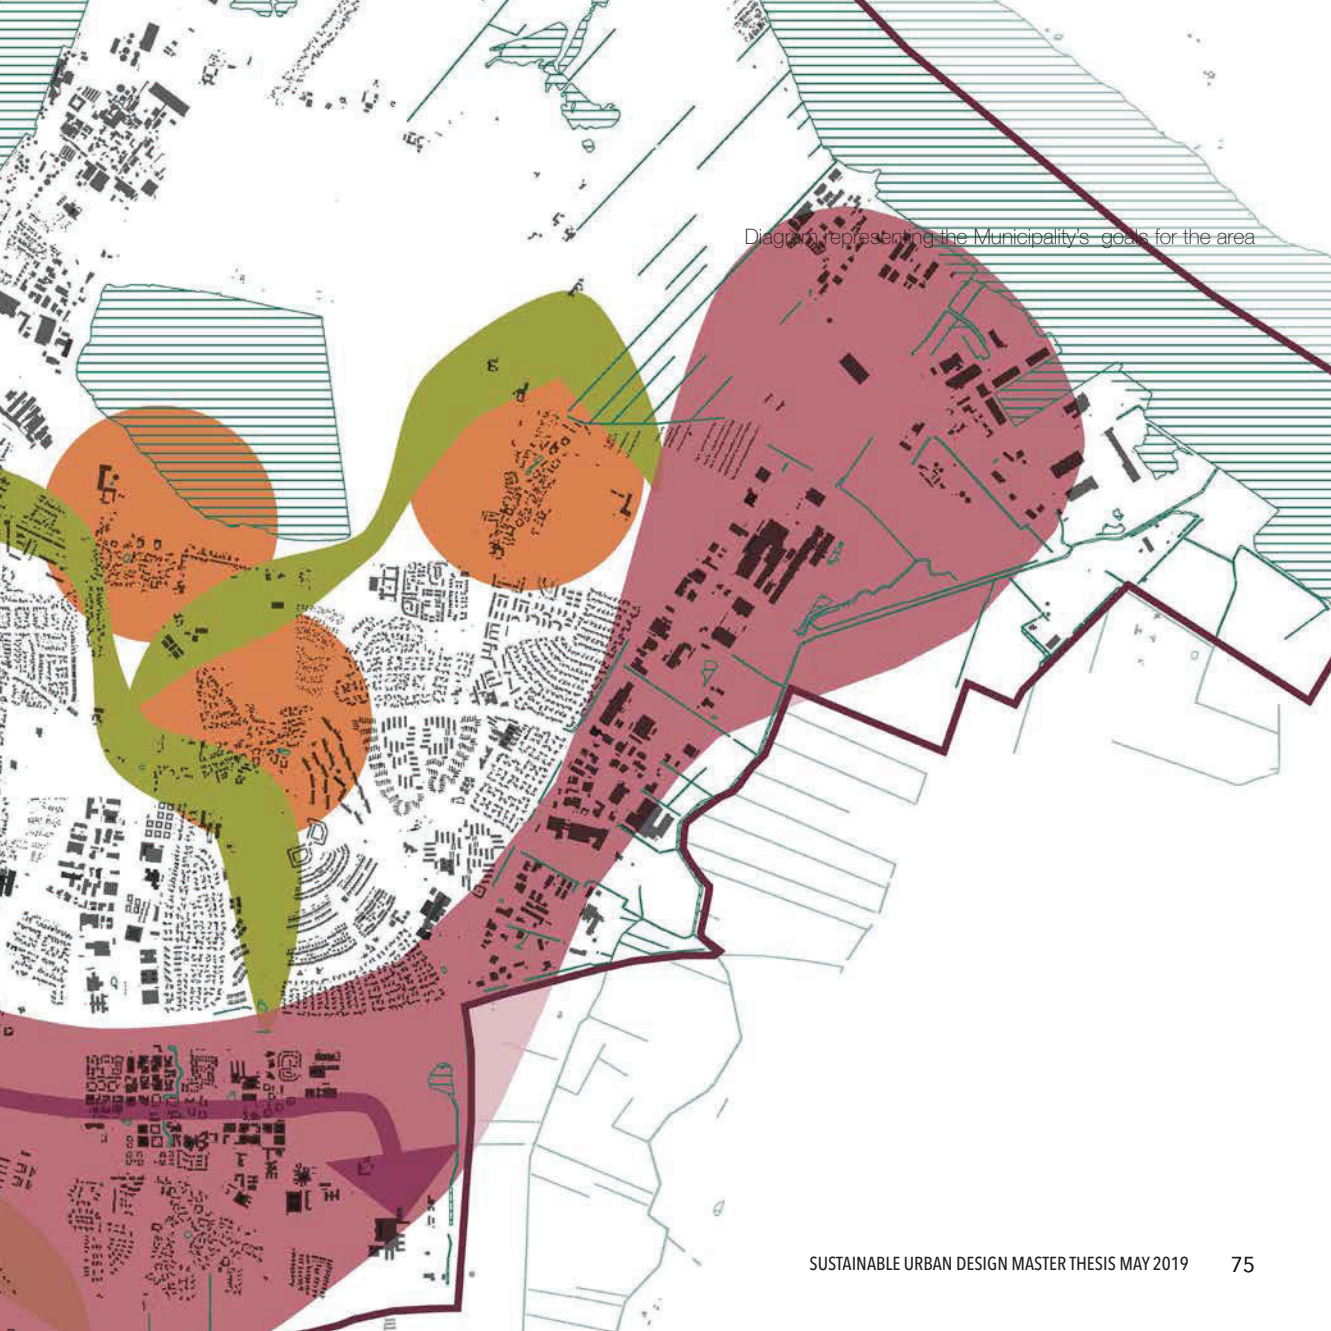 Diagram representing the Municipality's goals for the area
SUSTAINABLE URBAN DESIGN MASTER THESIS MAY 2019 75